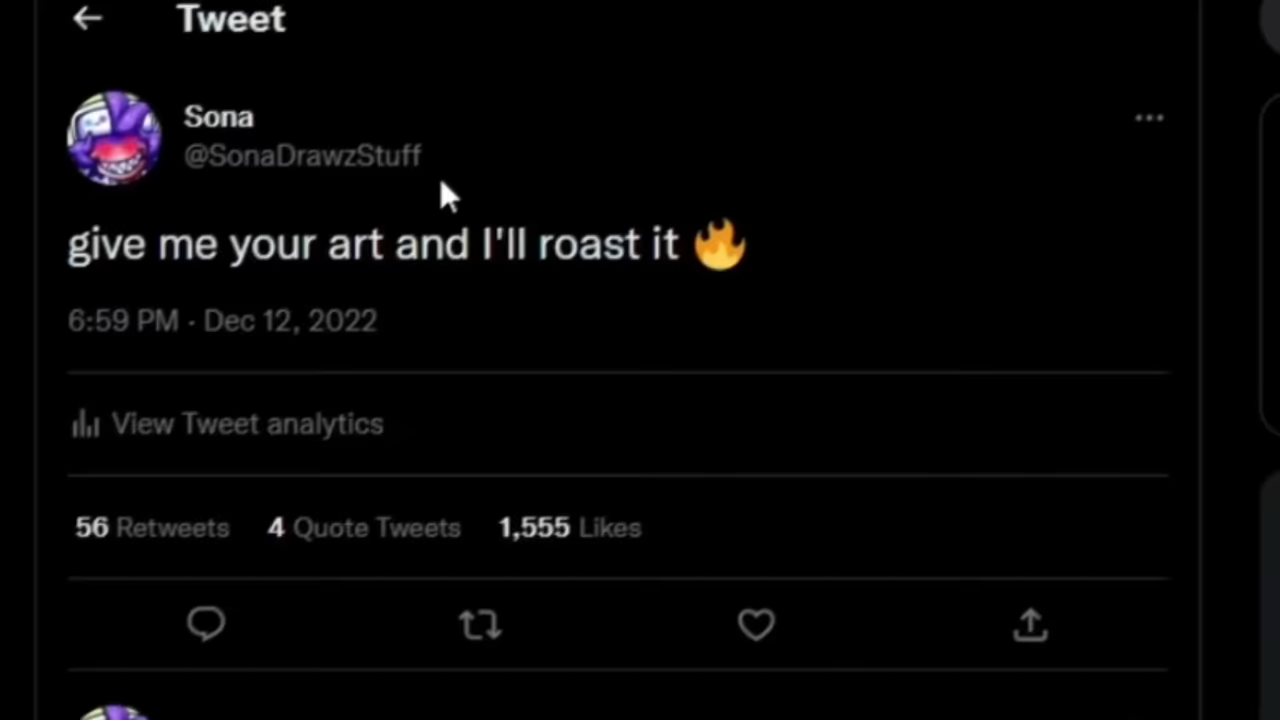 Tweet
Sona
@SonaDrawzStuff
give me your art and I'll roast it 🔥
6:59 PM · Dec 12, 2022
View Tweet analytics
56 Retweets 4 Quote Tweets 1,555 Likes